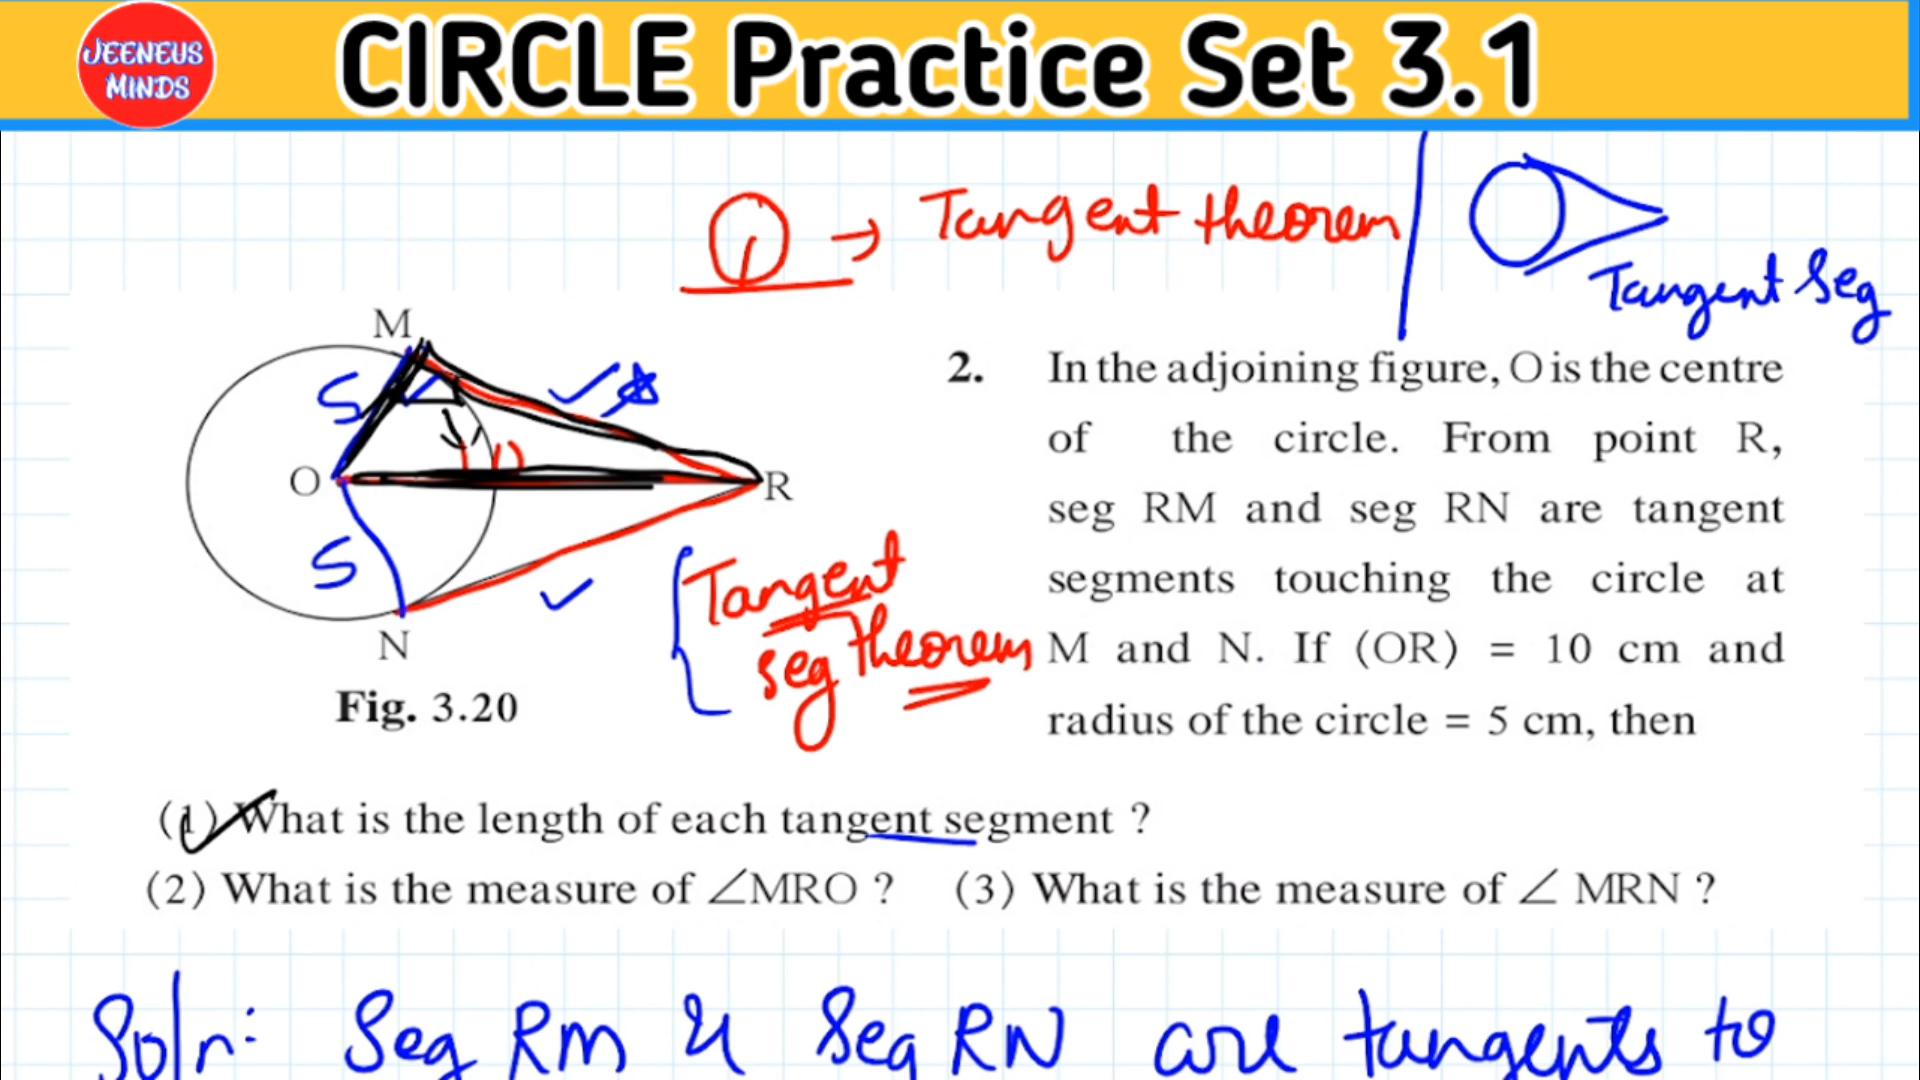 JEENEUS
MINDS
CIRCLE Practice Set 3.1
→ Tangent theorem
Tangent Seg
M
S
O
R
S
N
Fig. 3.20
Tangent
seg theorem
2. In the adjoining figure, O is the centre
of the circle. From point R,
seg RM and seg RN are tangent
segments touching the circle at
M and N. If (OR) = 10 cm and
radius of the circle = 5 cm, then
(1) What is the length of each tangent segment ?
(2) What is the measure of ∠MRO ? (3) What is the measure of ∠ MRN ?
Soln: Seg Rm & Seg RN are tangents to